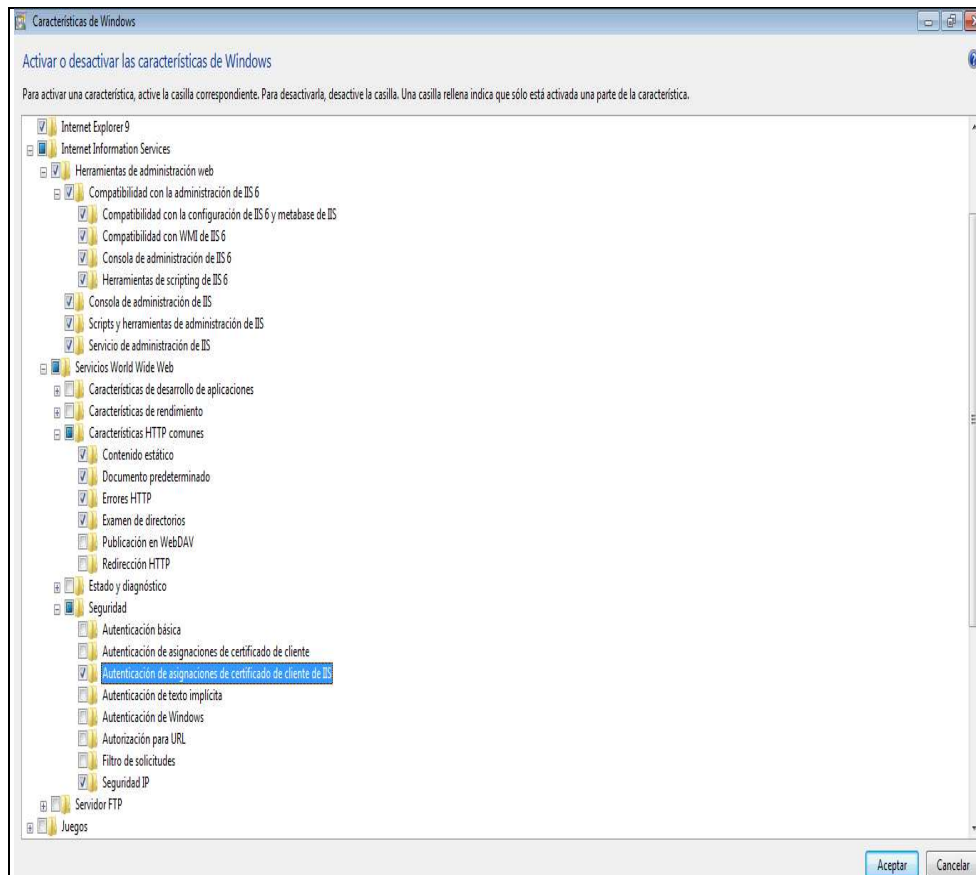 Características de Windows
Activar o desactivar las características de Windows
Para activar una característica, active la casilla correspondiente. Para desactivarla, desactive la casilla. Una casilla rellena indica que sólo está activada una parte de la característica.
Internet Explorer 9
Internet Information Services
Herramientas de administración web
Compatibilidad con la administración de IIS 6
Compatibilidad con la configuración de IIS 6 y metabase de IIS
Compatibilidad con WMI de IIS 6
Consola de administración de IIS 6
Herramientas de scripting de IIS 6
Consola de administración de IIS
Scripts y herramientas de administración de IIS
Servicio de administración de IIS
Servicios World Wide Web
Características de desarrollo de aplicaciones
Características de rendimiento
Características HTTP comunes
Contenido estático
Documento predeterminado
Errores HTTP
Examen de directorios
Publicación en WebDAV
Redirección HTTP
Estado y diagnóstico
Seguridad
Autenticación básica
Autenticación de asignaciones de certificado de cliente
Autenticación de asignaciones de certificado de cliente de IIS
Autenticación de texto implícita
Autenticación de Windows
Autorización para URL
Filtro de solicitudes
Seguridad IP
Servidor FTP
Juegos
Aceptar
Cancelar